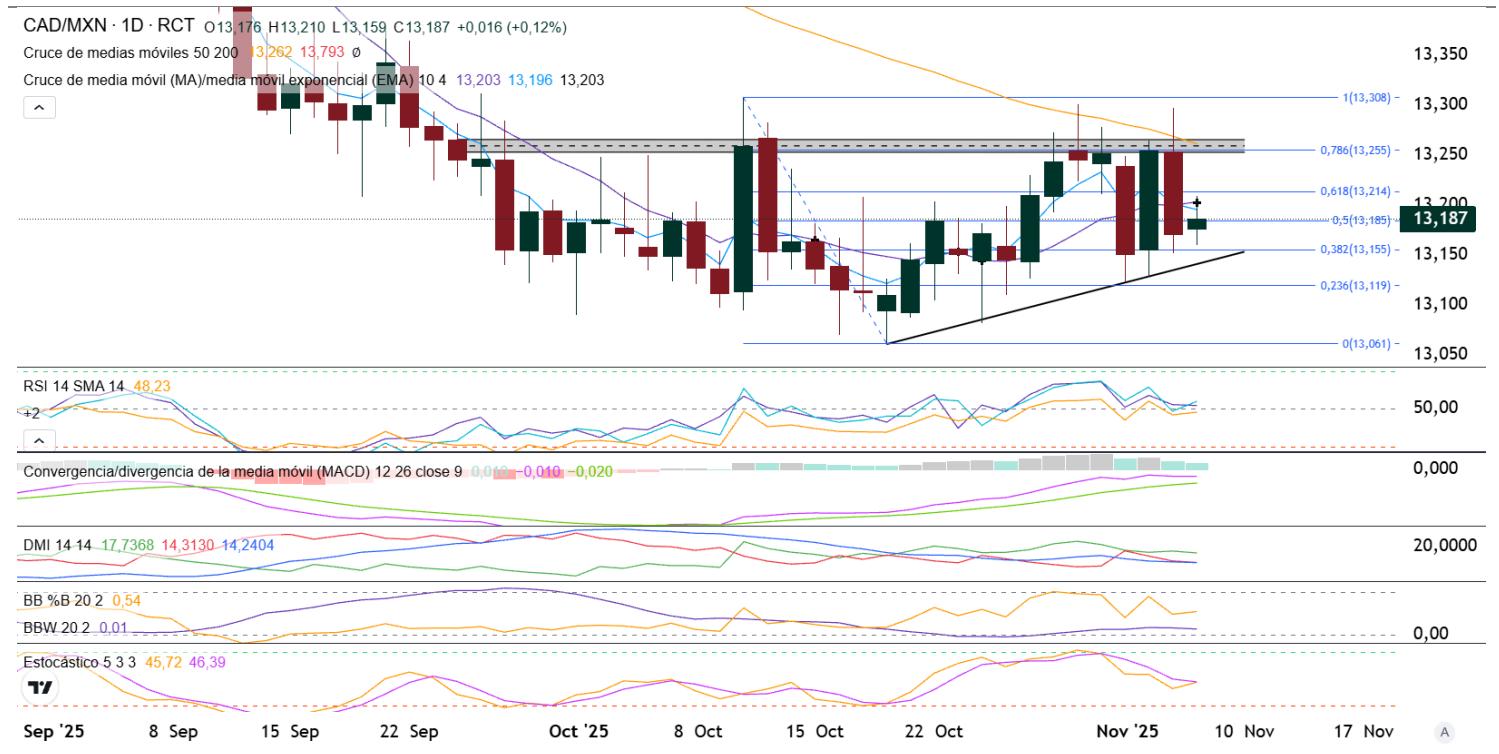 CAD/MXN · 1D · RCT O13,176 H13,210 L13,159 C13,187 +0,016 (+0,12%)
Cruce de medias móviles 50 200 13,262 13,793 Ø
Cruce de media móvil (MA)/media móvil exponencial (EMA) 10 4 13,203 13,196 13,203
13,350
13,300
13,250
13,200
13,187
13,150
13,100
13,050
1(13,308)
0,786(13,255)
0,618(13,214)
0,5(13,185)
0,382(13,155)
0,236(13,119)
0(13,061)
RSI 14 SMA 14 48,23
+2
50,00
Convergencia/divergencia de la media móvil (MACD) 12 26 close 9 0,010 −0,010 −0,020
0,000
DMI 14 14 17,7368 14,3130 14,2404
20,0000
BB %B 20 2 0,54
BBW 20 2 0,01
0,00
Estocástico 5 3 3 45,72 46,39
Sep '25 8 Sep 15 Sep 22 Sep Oct '25 8 Oct 15 Oct 22 Oct Nov '25 10 Nov 17 Nov A